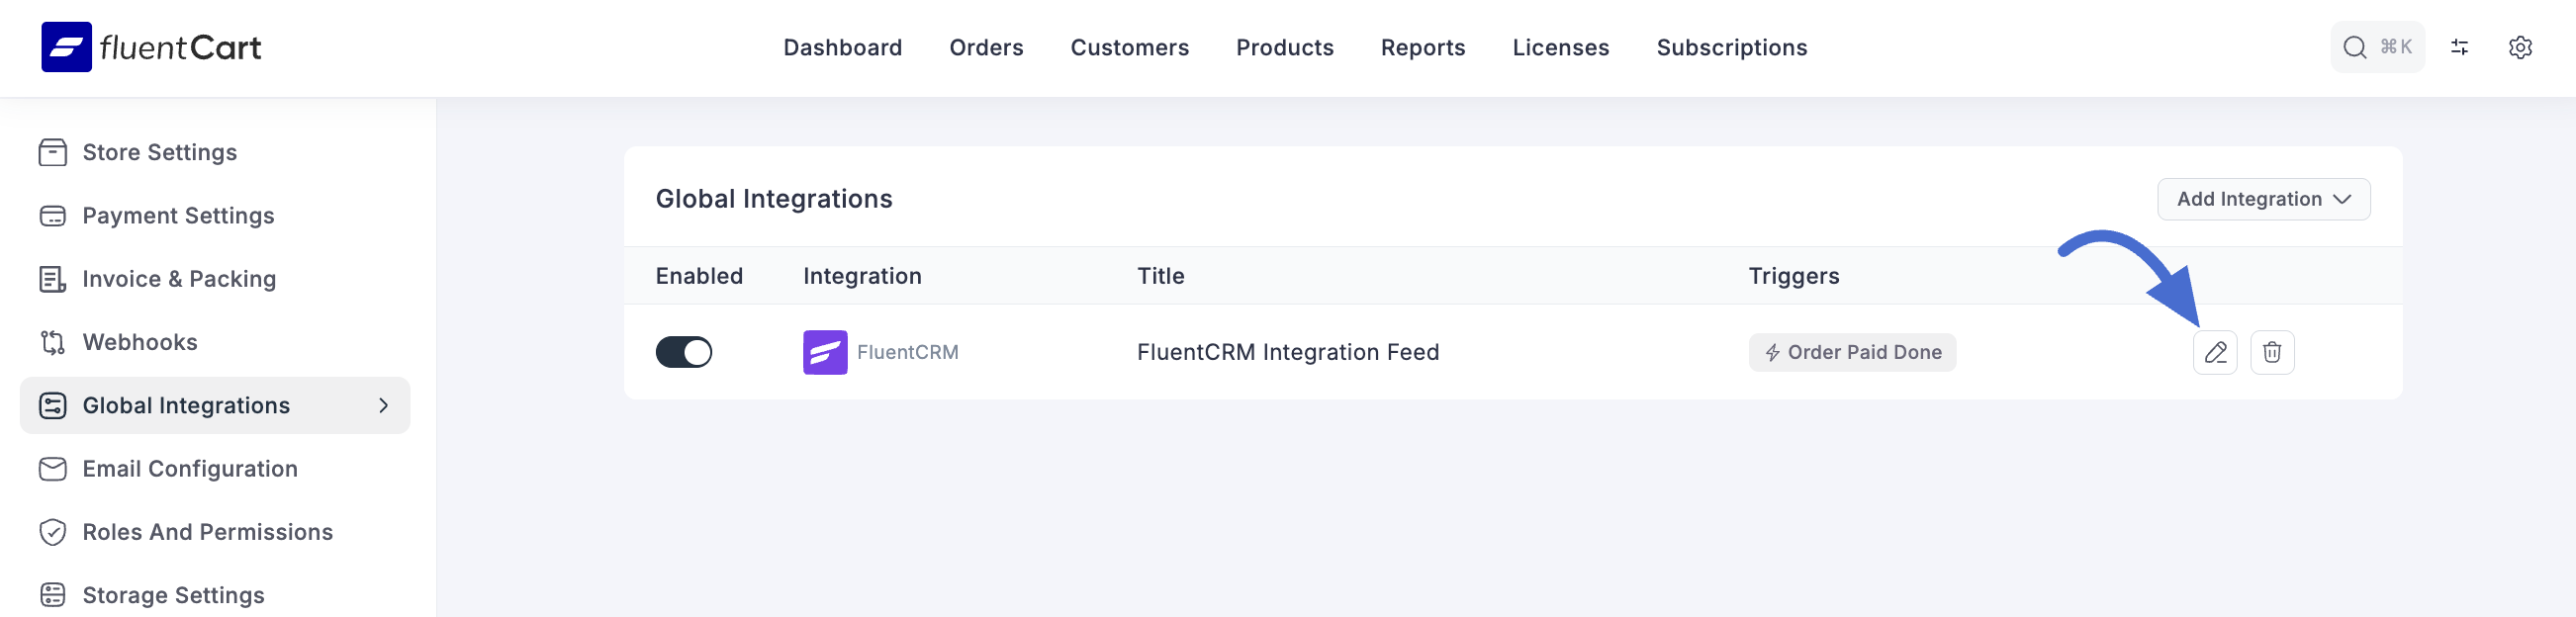 fluentCart
Dashboard Orders Customers Products Reports Licenses Subscriptions
⌘K
Store Settings
Payment Settings
Invoice & Packing
Webhooks
Global Integrations
Email Configuration
Roles And Permissions
Storage Settings
Global Integrations
Add Integration
Enabled Integration Title Triggers
FluentCRM FluentCRM Integration Feed Order Paid Done